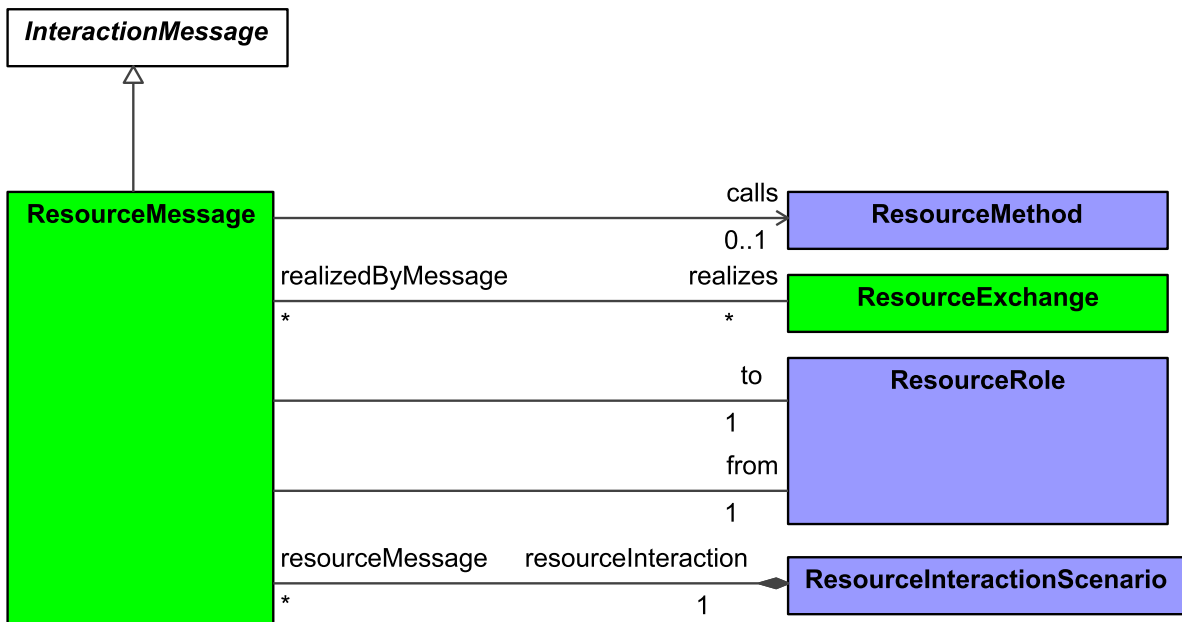 InteractionMessage
ResourceMessage
calls
ResourceMethod
0..1
realizedByMessage
realizes
ResourceExchange
*
*
to
ResourceRole
1
from
1
resourceMessage
resourceInteraction
ResourceInteractionScenario
*
1